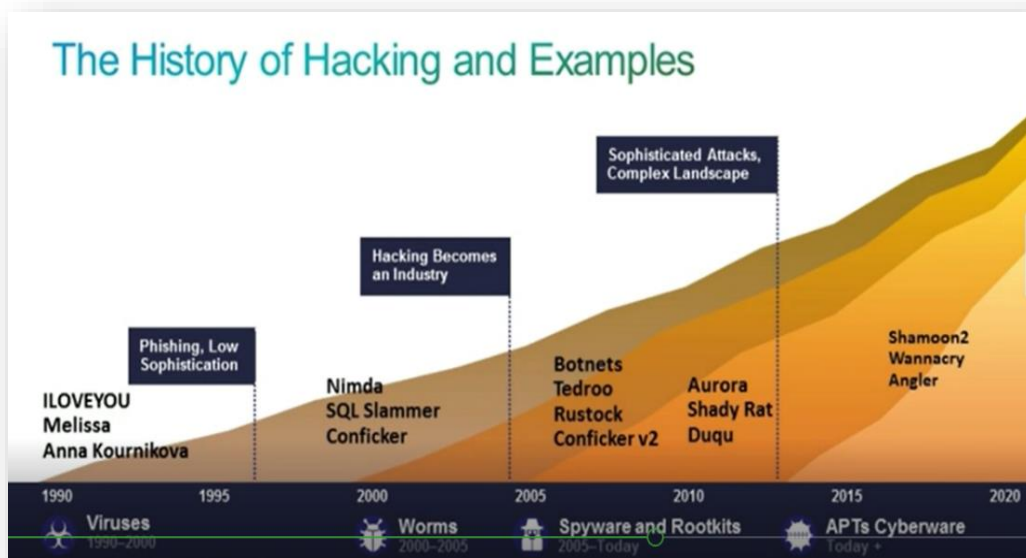 The History of Hacking and Examples
Sophisticated Attacks,
Complex Landscape
Hacking Becomes
an Industry
Phishing, Low
Sophistication
ILOVEYOU
Melissa
Anna Kournikova
Nimda
SQL Slammer
Conficker
Botnets
Tedroo
Rustock
Conficker v2
Aurora
Shady Rat
Duqu
Shamoon2
Wannacry
Angler
1990 1995 2000 2005 2010 2015 2020
Viruses
1990–2000
Worms
2000–2005
Spyware and Rootkits
2005–Today
APTs Cyberware
Today +